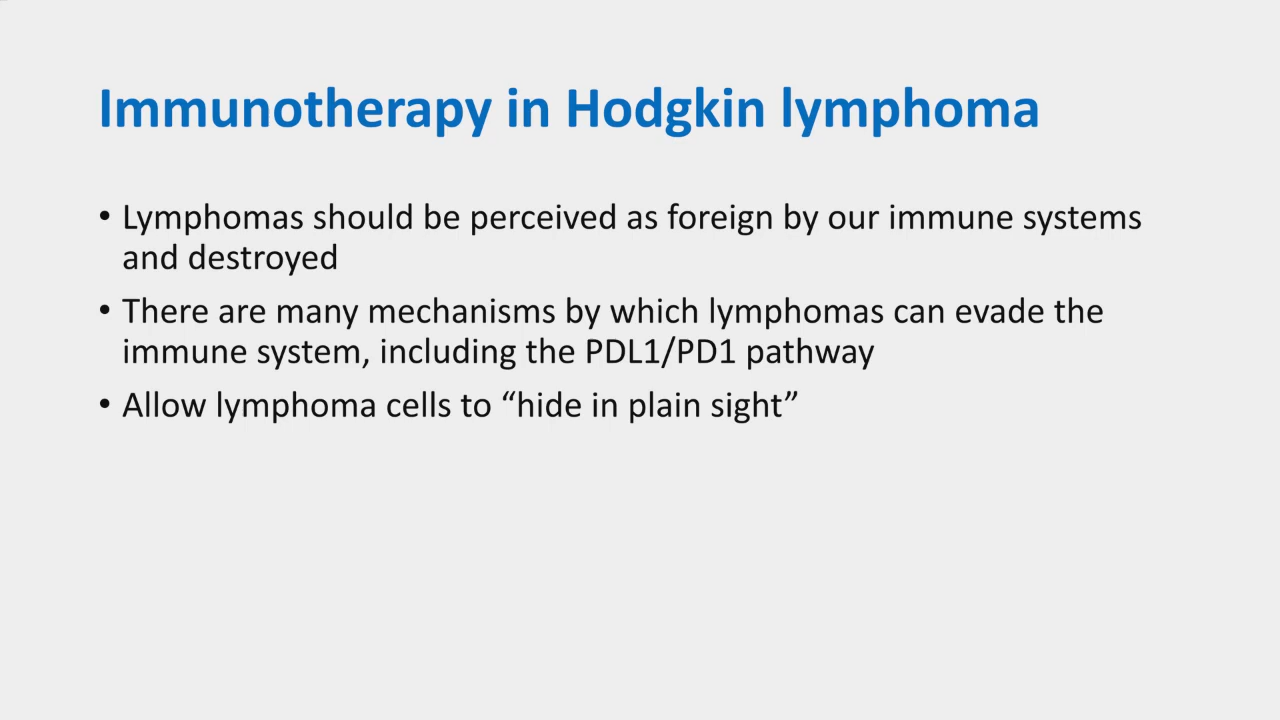 Immunotherapy in Hodgkin lymphoma
• Lymphomas should be perceived as foreign by our immune systems
and destroyed
• There are many mechanisms by which lymphomas can evade the
immune system, including the PDL1/PD1 pathway
• Allow lymphoma cells to “hide in plain sight”